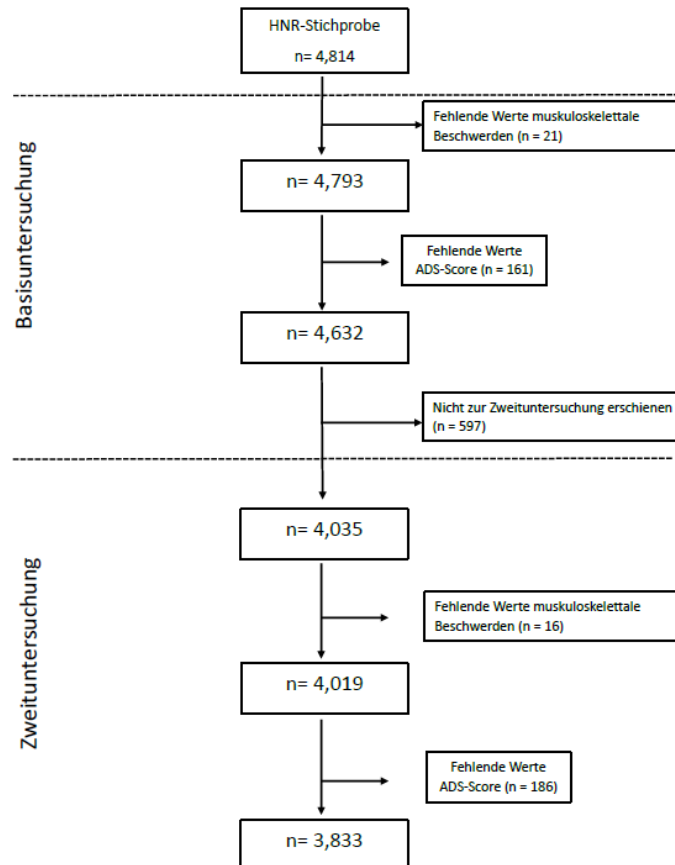 HNR-Stichprobe
n= 4,814
Fehlende Werte muskuloskelettale
Beschwerden (n = 21)
Basisuntersuchung
n= 4,793
Fehlende Werte
ADS-Score (n = 161)
n= 4,632
Nicht zur Zweituntersuchung erschienen
(n = 597)
Zweituntersuchung
n= 4,035
Fehlende Werte muskuloskelettale
Beschwerden (n = 16)
n= 4,019
Fehlende Werte
ADS-Score (n = 186)
n= 3,833